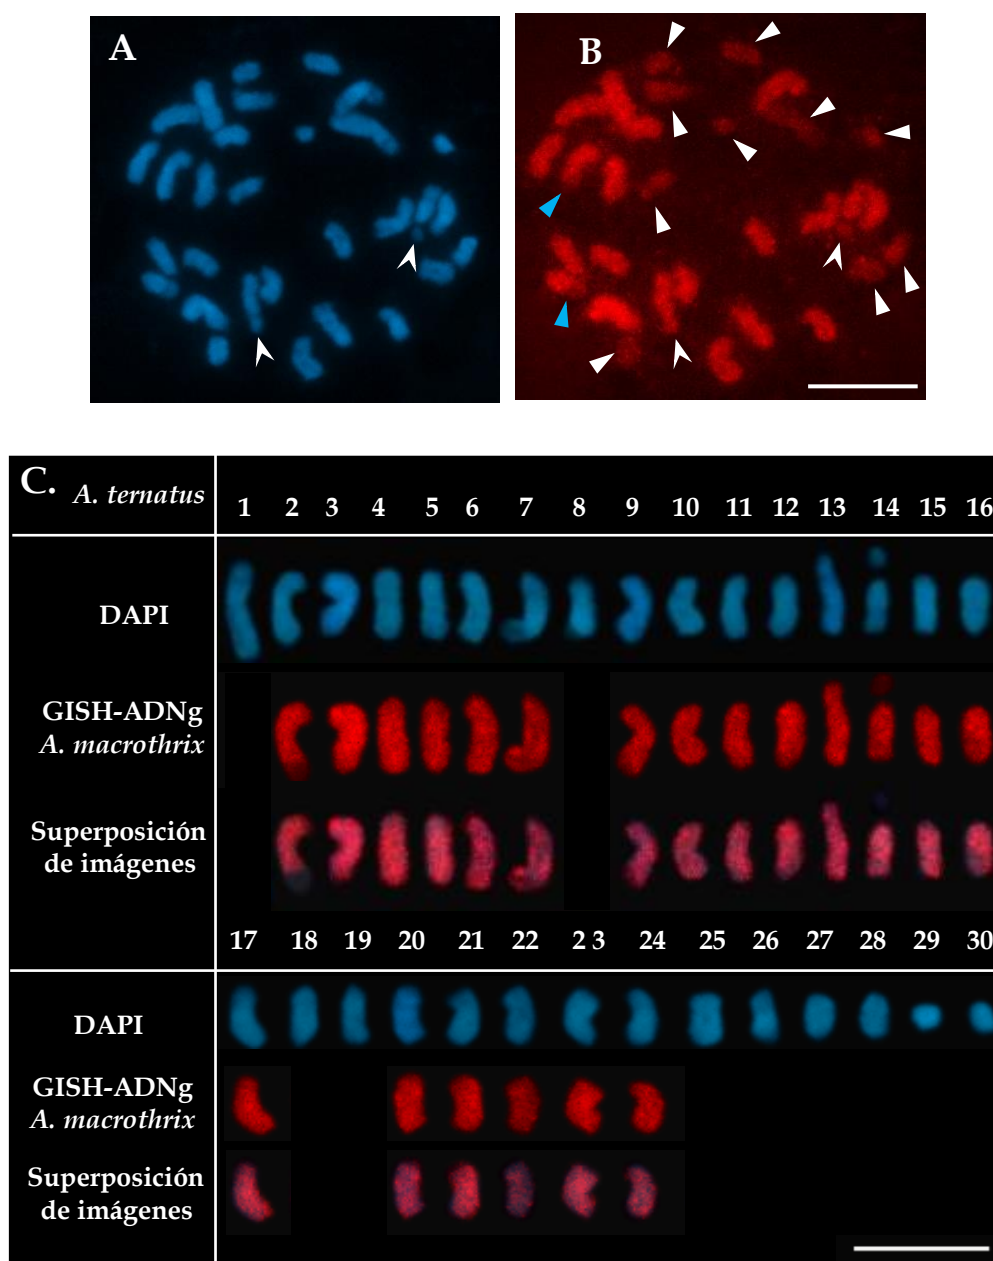 A
B
C. A. ternatus
1 2 3 4 5 6 7 8 9 10 11 12 13 14 15 16
DAPI
GISH-ADNg
A. macrothrix
Superposición
de imágenes
17 18 19 20 21 22 2 3 24 25 26 27 28 29 30
DAPI
GISH-ADNg
A. macrothrix
Superposición
de imágenes